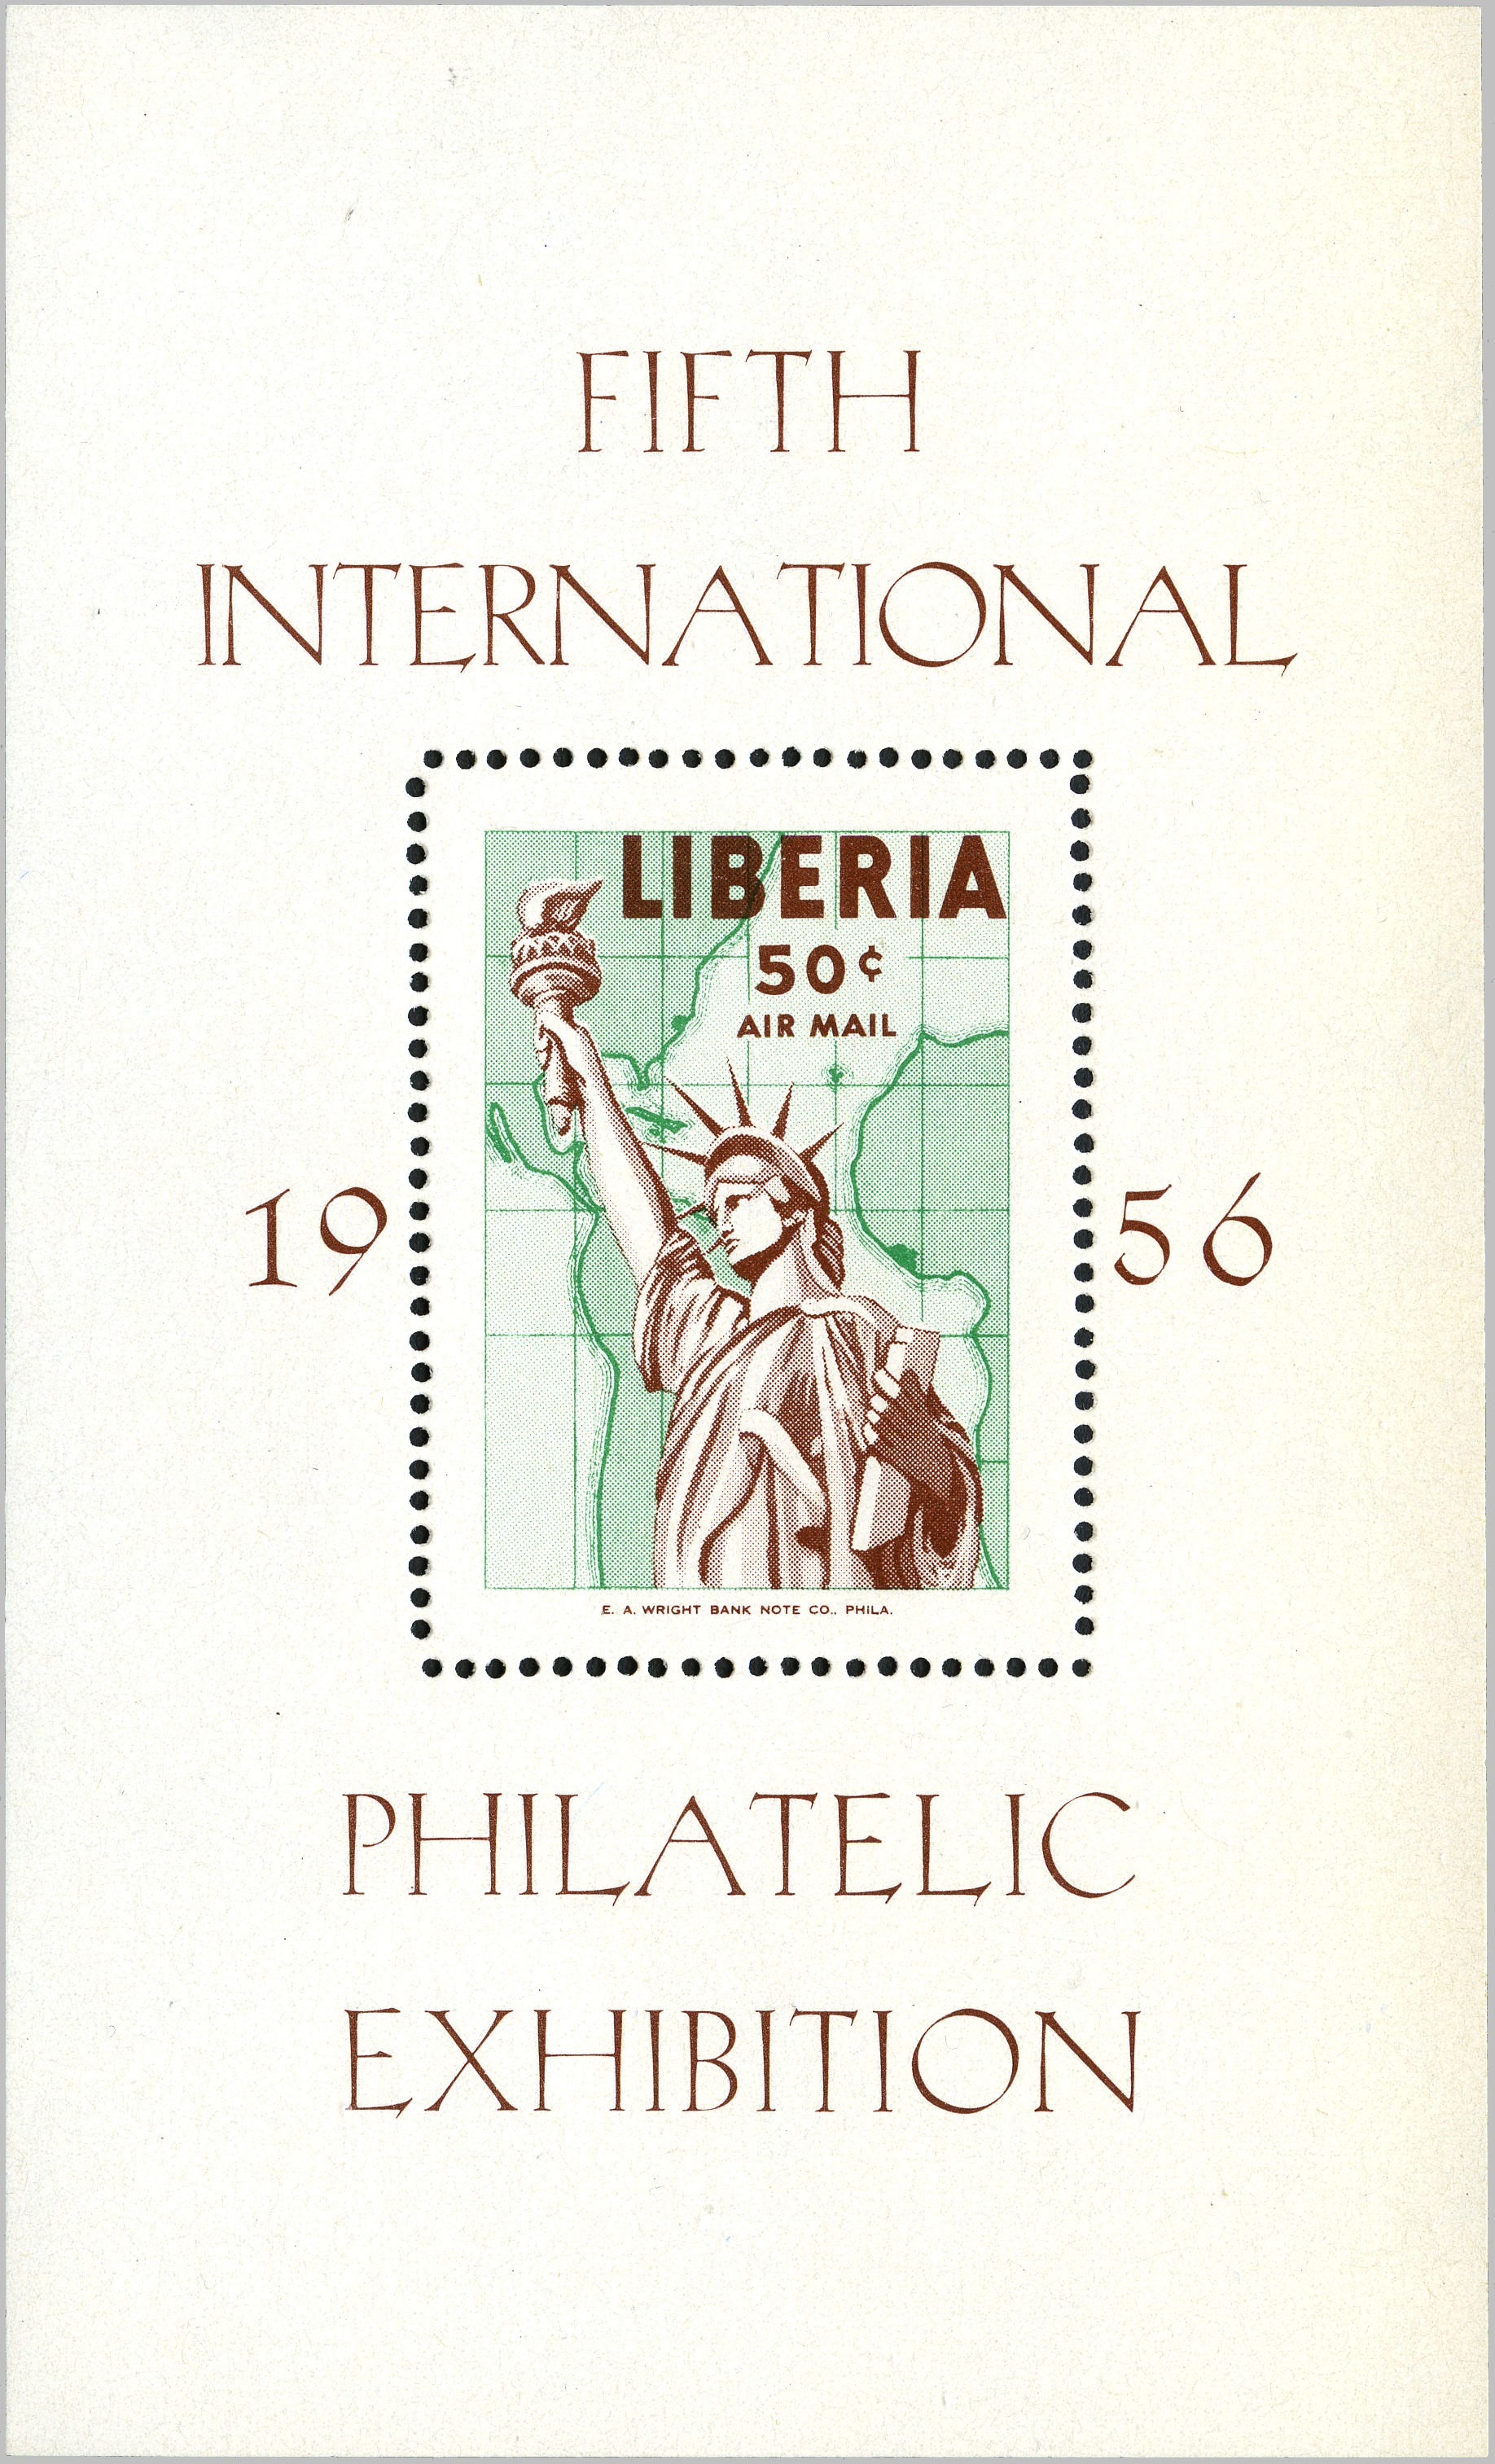 FIFTH
INTERNATIONAL
LIBERIA
50¢
AIR MAIL
19 56
E. A. WRIGHT BANK NOTE CO., PHILA.
PHILATELIC
EXHIBITION